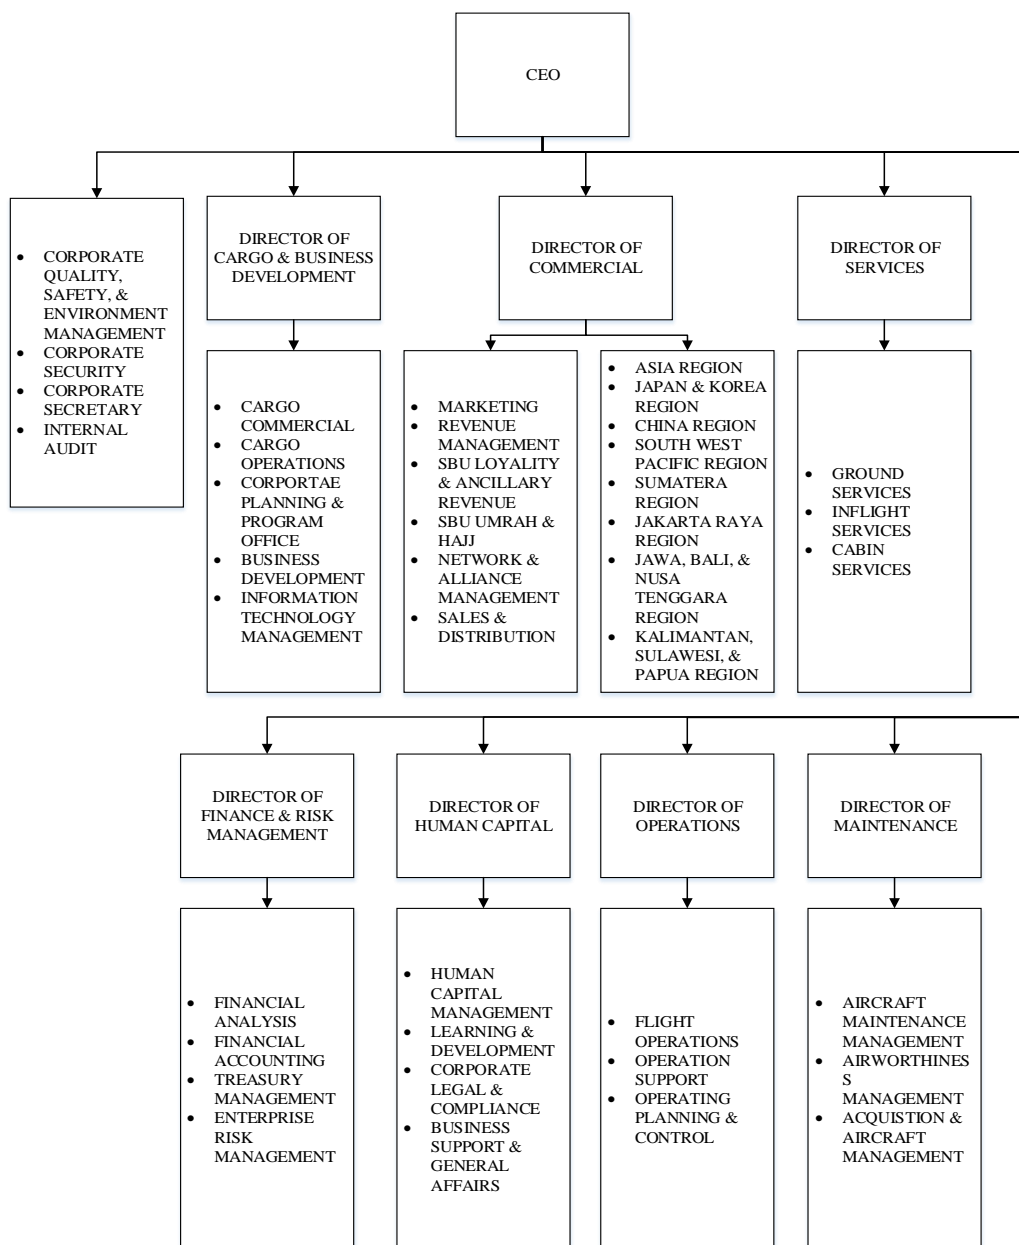 CEO
CORPORATE
QUALITY,
SAFETY, &
ENVIRONMENT
MANAGEMENT
CORPORATE
SECURITY
CORPORATE
SECRETARY
INTERNAL
AUDIT
DIRECTOR OF
CARGO & BUSINESS
DEVELOPMENT
CARGO
COMMERCIAL
CARGO
OPERATIONS
CORPORTAE
PLANNING &
PROGRAM
OFFICE
BUSINESS
DEVELOPMENT
INFORMATION
TECHNOLOGY
MANAGEMENT
DIRECTOR OF
COMMERCIAL
MARKETING
REVENUE
MANAGEMENT
SBU LOYALITY
& ANCILLARY
REVENUE
SBU UMRAH &
HAJJ
NETWORK &
ALLIANCE
MANAGEMENT
SALES &
DISTRIBUTION
ASIA REGION
JAPAN & KOREA
REGION
CHINA REGION
SOUTH WEST
PACIFIC REGION
SUMATERA
REGION
JAKARTA RAYA
REGION
JAWA, BALI, &
NUSA
TENGGARA
REGION
KALIMANTAN,
SULAWESI, &
PAPUA REGION
DIRECTOR OF
SERVICES
GROUND
SERVICES
INFLIGHT
SERVICES
CABIN
SERVICES
DIRECTOR OF
FINANCE & RISK
MANAGEMENT
FINANCIAL
ANALYSIS
FINANCIAL
ACCOUNTING
TREASURY
MANAGEMENT
ENTERPRISE
RISK
MANAGEMENT
DIRECTOR OF
HUMAN CAPITAL
HUMAN
CAPITAL
MANAGEMENT
LEARNING &
DEVELOPMENT
CORPORATE
LEGAL &
COMPLIANCE
BUSINESS
SUPPORT &
GENERAL
AFFAIRS
DIRECTOR OF
OPERATIONS
FLIGHT
OPERATIONS
OPERATION
SUPPORT
OPERATING
PLANNING &
CONTROL
DIRECTOR OF
MAINTENANCE
AIRCRAFT
MAINTENANCE
MANAGEMENT
AIRWORTHINES
S
MANAGEMENT
ACQUISTION &
AIRCRAFT
MANAGEMENT